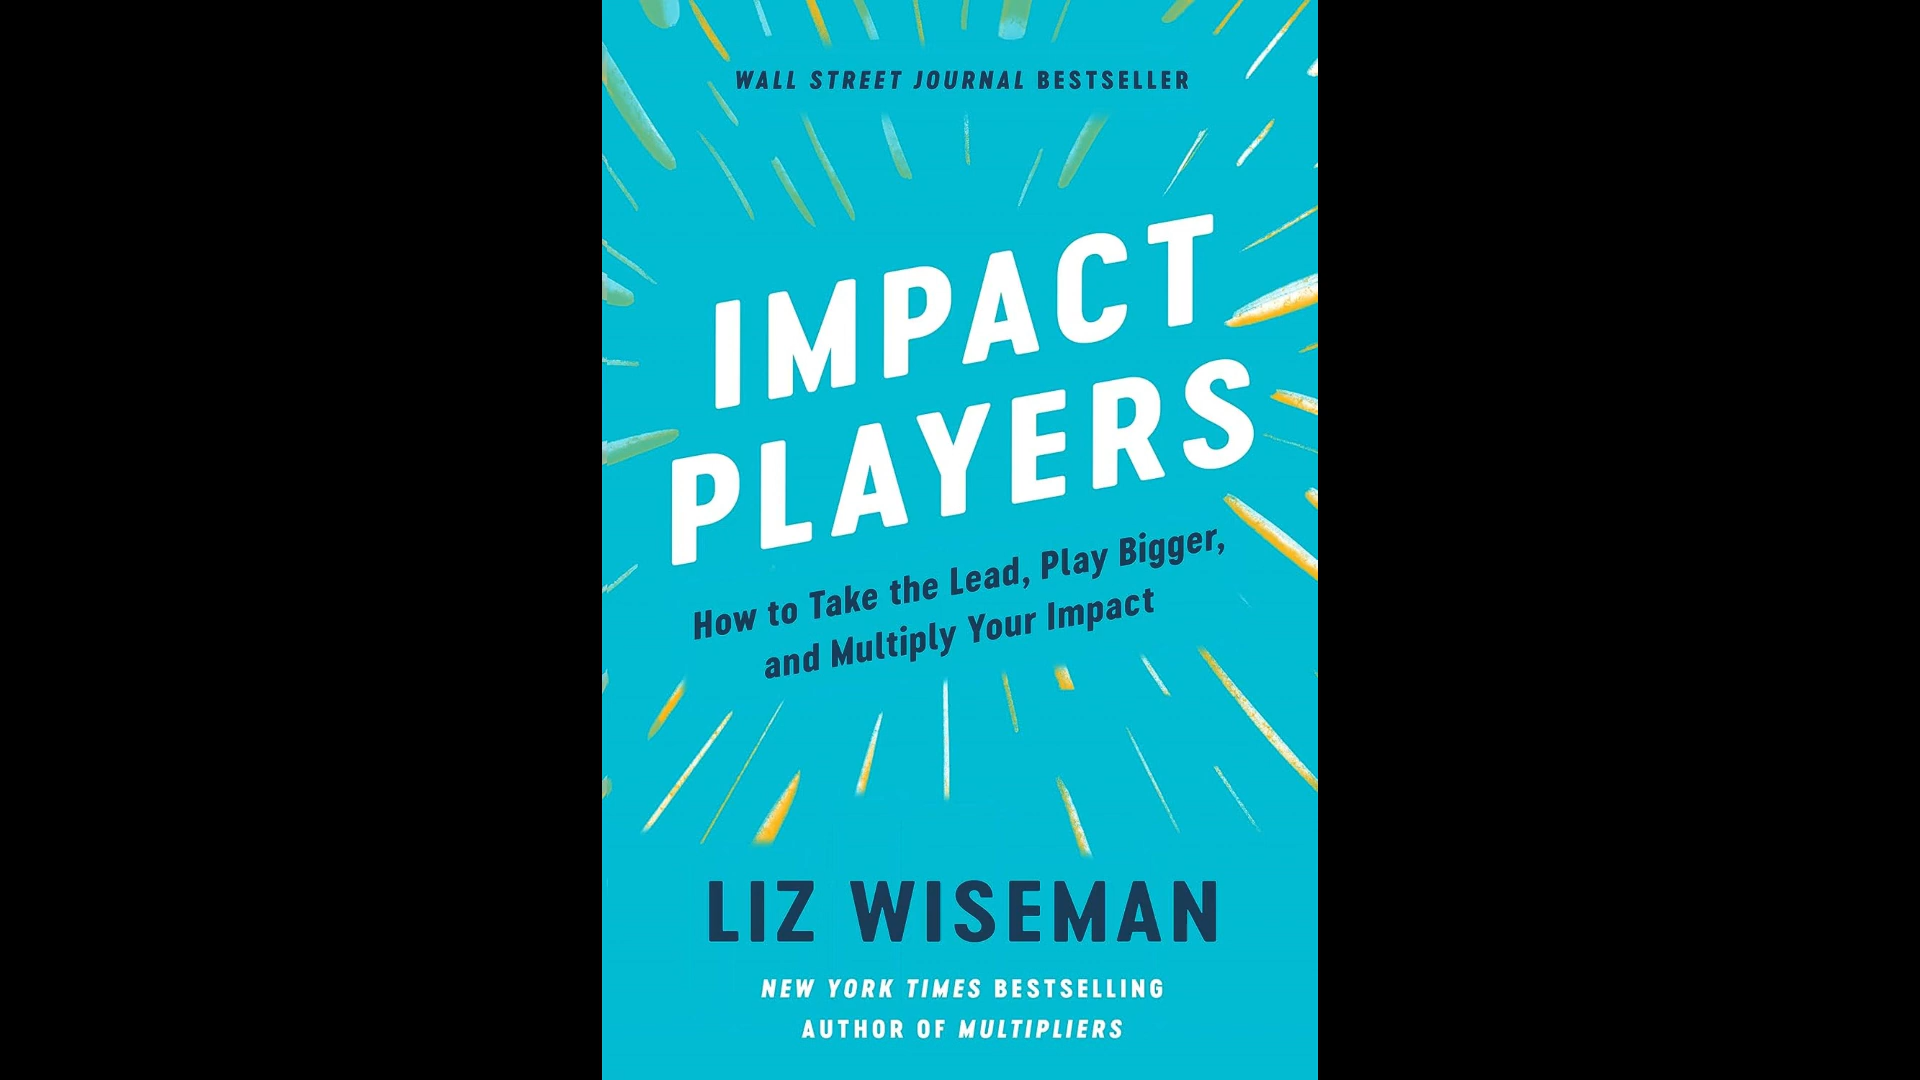 WALL STREET JOURNAL BESTSELLER
IMPACT
PLAYERS
How to Take the Lead, Play Bigger,
and Multiply Your Impact
LIZ WISEMAN
NEW YORK TIMES BESTSELLING
AUTHOR OF MULTIPLIERS